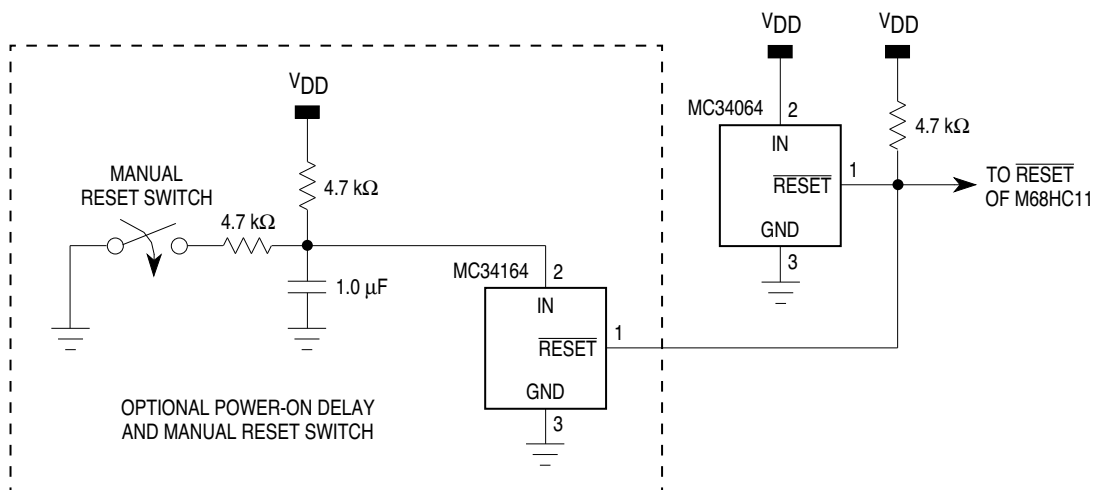 VDD
VDD
VDD
MC34064
2
IN
4.7 kΩ
MANUAL
RESET SWITCH
4.7 kΩ
4.7 kΩ
RESET
1
TO RESET
OF M68HC11
GND
3
MC34164
2
1.0 µF
IN
RESET
1
GND
3
OPTIONAL POWER-ON DELAY
AND MANUAL RESET SWITCH